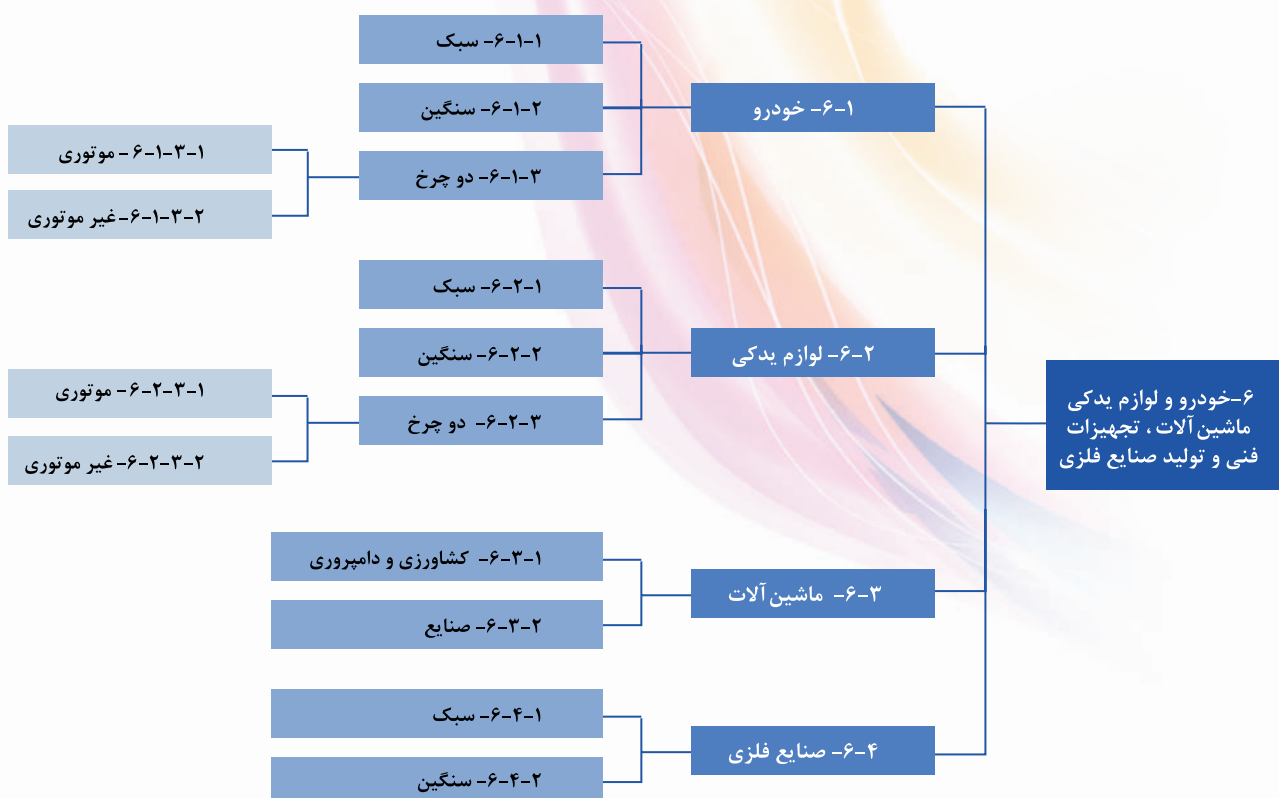 ۶-خودرو و لوازم یدکی
ماشین آلات ، تجهیزات
فنی و تولید صنایع فلزی
۶-۱- خودرو
۶-۱-۱- سبک
۶-۱-۲- سنگین
۶-۱-۳- دو چرخ
۶-۱-۳-۱- موتوری
۶-۱-۳-۲-غیر موتوری
۶-۲- لوازم یدکی
۶-۲-۱- سبک
۶-۲-۲- سنگین
۶-۲-۳- دو چرخ
۶-۲-۳-۱- موتوری
۶-۲-۳-۲-غیر موتوری
۶-۳- ماشین آلات
۶-۳-۱- کشاورزی و دامپروری
۶-۳-۲- صنایع
۶-۴- صنایع فلزی
۶-۴-۱- سبک
۶-۴-۲- سنگین